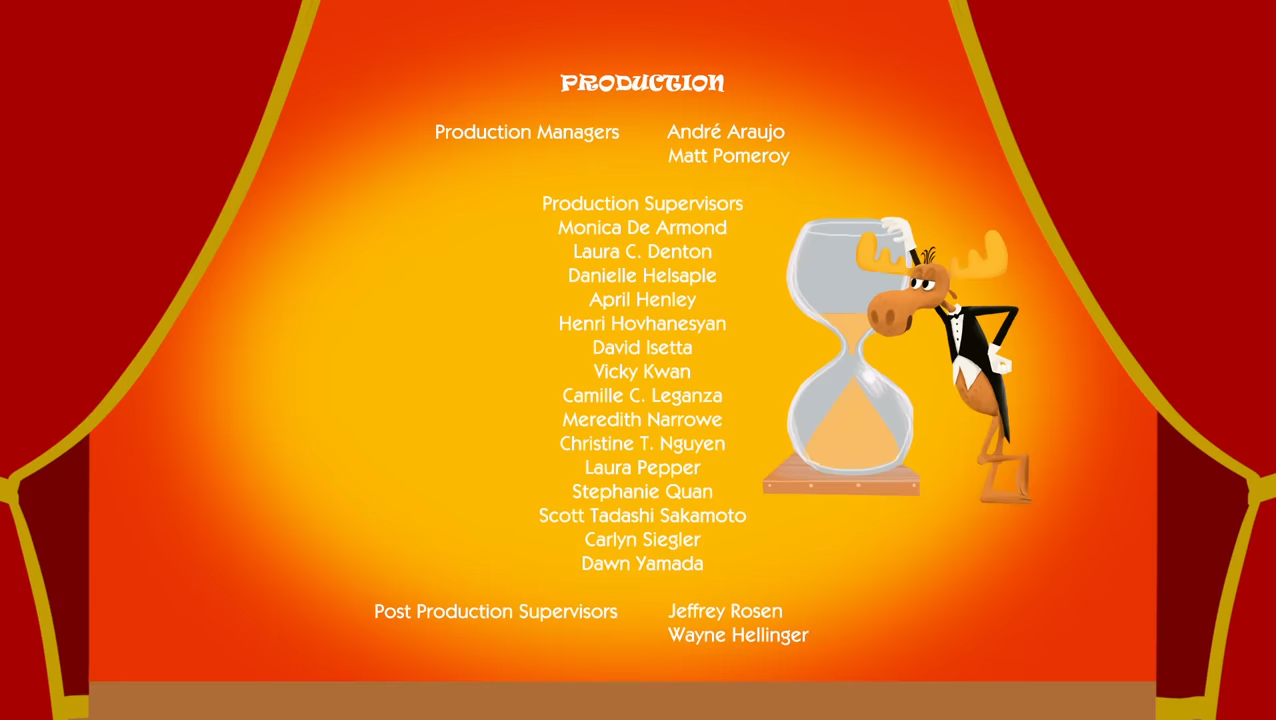 PRODUCTION
Production Managers André Araujo
Matt Pomeroy
Production Supervisors
Monica De Armond
Laura C. Denton
Danielle Helsaple
April Henley
Henri Hovhanesyan
David Isetta
Vicky Kwan
Camille C. Leganza
Meredith Narrowe
Christine T. Nguyen
Laura Pepper
Stephanie Quan
Scott Tadashi Sakamoto
Carlyn Siegler
Dawn Yamada
Post Production Supervisors Jeffrey Rosen
Wayne Hellinger